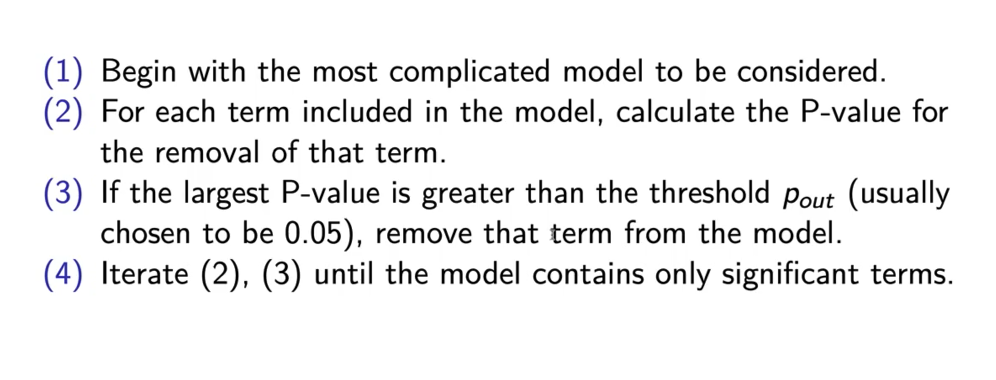 (1) Begin with the most complicated model to be considered.
(2) For each term included in the model, calculate the P-value for
the removal of that term.
(3) If the largest P-value is greater than the threshold p_out (usually
chosen to be 0.05), remove that term from the model.
(4) Iterate (2), (3) until the model contains only significant terms.